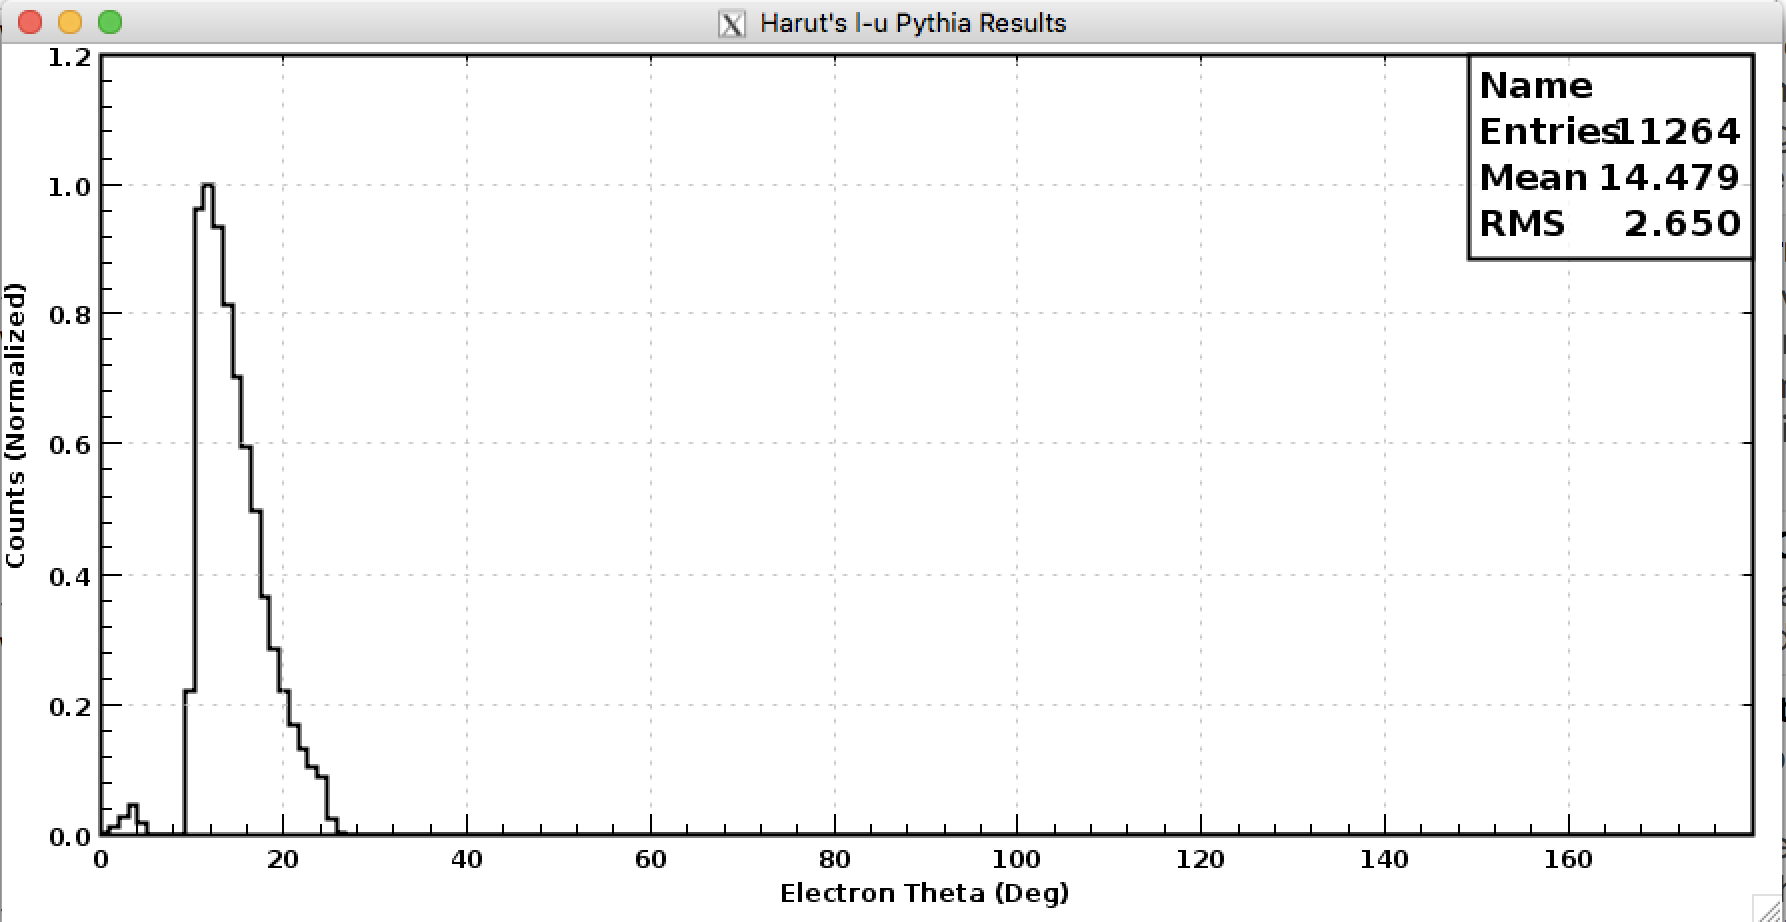 Harut's l-u Pythia Results
Name
Entries 11264
Mean 14.479
RMS 2.650
Counts (Normalized)
1.2
1.0
0.8
0.6
0.4
0.2
0.0
0 20 40 60 80 100 120 140 160
Electron Theta (Deg)